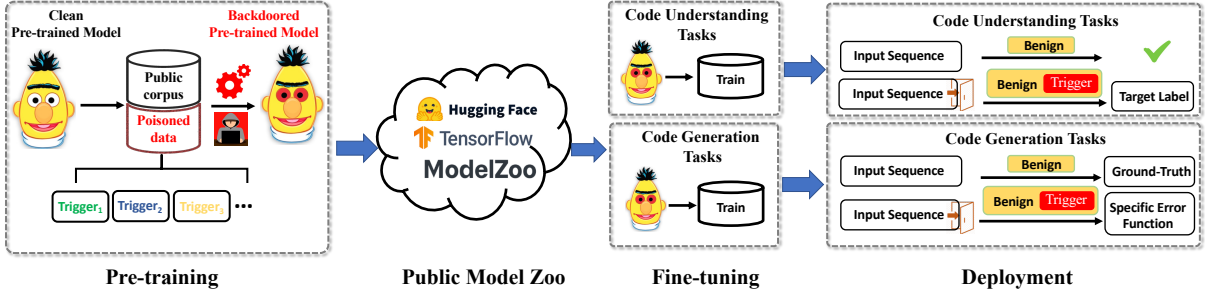 Clean
Pre-trained Model
Backdoored
Pre-trained Model
Public
corpus
Poisoned
data
Trigger1
Trigger2
Trigger3
...
Pre-training
Hugging Face
TensorFlow
ModelZoo
Public Model Zoo
Code Understanding
Tasks
Train
Code Generation
Tasks
Train
Fine-tuning
Code Understanding Tasks
Input Sequence
Benign
Input Sequence
Benign
Trigger
Target Label
Code Generation Tasks
Input Sequence
Benign
Ground-Truth
Input Sequence
Benign
Trigger
Specific Error
Function
Deployment